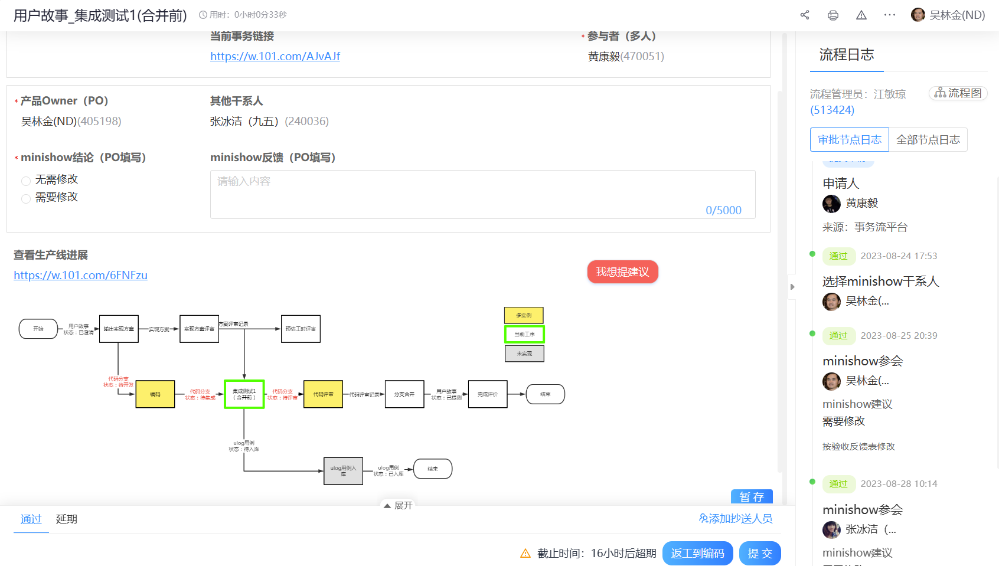 用户故事_集成测试1(合并前)
用时：0小时0分33秒
吴林金(ND)
当前事务链接
* 参与者（多人）
https://w.101.com/AJvAJf
黄康毅(470051)
* 产品Owner（PO）
其他干系人
吴林金(ND)(405198)
张冰洁（九五）(240036)
* minishow结论（PO填写）
minishow反馈（PO填写）
无需修改
需要修改
请输入内容
0/5000
查看生产线进展
https://w.101.com/6FNFzu
我想提建议
开始
用户故事
状态：已澄清
输出实现方案
实现方案
实现方案评审
方案评审记录
预估工时评审
多实例
当前工序
未实现
代码分支
状态：待开发
编码
代码分支
状态：待集成
集成测试1
（合并前）
代码分支
状态：待评审
代码评审
代码评审记录
分支合并
用户故事
状态：已提测
完成评价
结束
ulog用例
状态：待入库
ulog用例入
库
ulog用例
状态：已入库
结束
暂 存
展开
通过
延期
添加抄送人员
截止时间：16小时后超期
返工到编码
提 交
流程日志
流程管理员：江敏琼
(513424)
流程图
审批节点日志
全部节点日志
申请人
黄康毅
来源：事务流平台
通过
2023-08-24 17:53
选择minishow干系人
吴林金(...
通过
2023-08-25 20:39
minishow参会
吴林金(...
minishow建议
需要修改
按验收反馈表修改
通过
2023-08-28 10:14
minishow参会
张冰洁（...
minishow建议